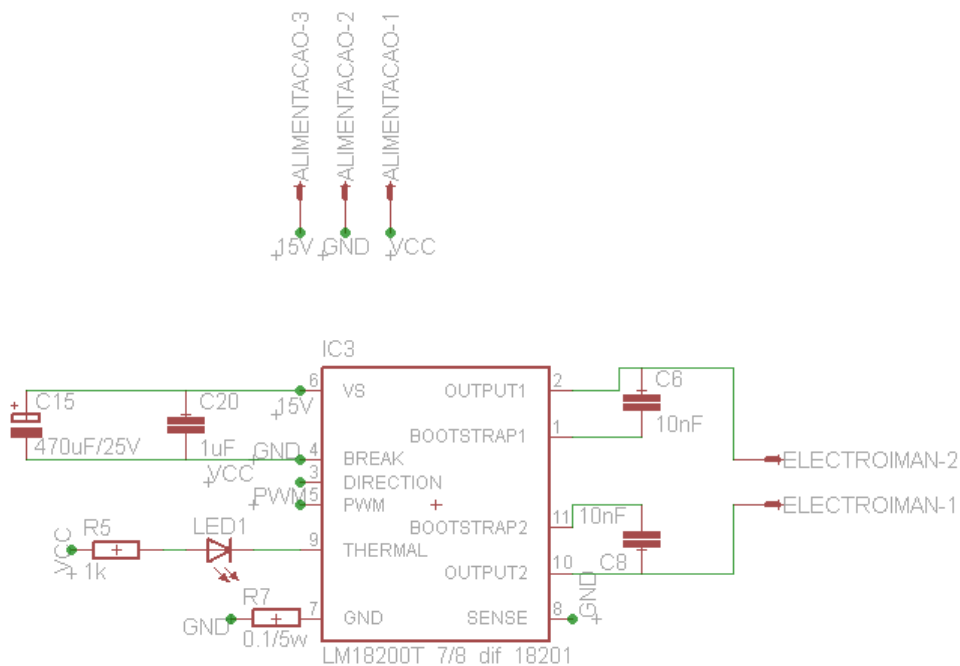 ALIMENTACAO-3
ALIMENTACAO-2
ALIMENTACAO-1
15V
GND
VCC
IC3
C15
470uF/25V
C20
1uF
15V
GND
VCC
PWM
6
4
3
5
9
7
VS
BREAK
DIRECTION
PWM
THERMAL
GND
OUTPUT1
BOOTSTRAP1
BOOTSTRAP2
OUTPUT2
SENSE
2
1
11
10
8
C6
10nF
ELECTROIMAN-2
ELECTROIMAN-1
10nF
C8
GND
VCC
R5
1k
LED1
R7
GND
0.1/5w
LM18200T 7/8 dif 18201